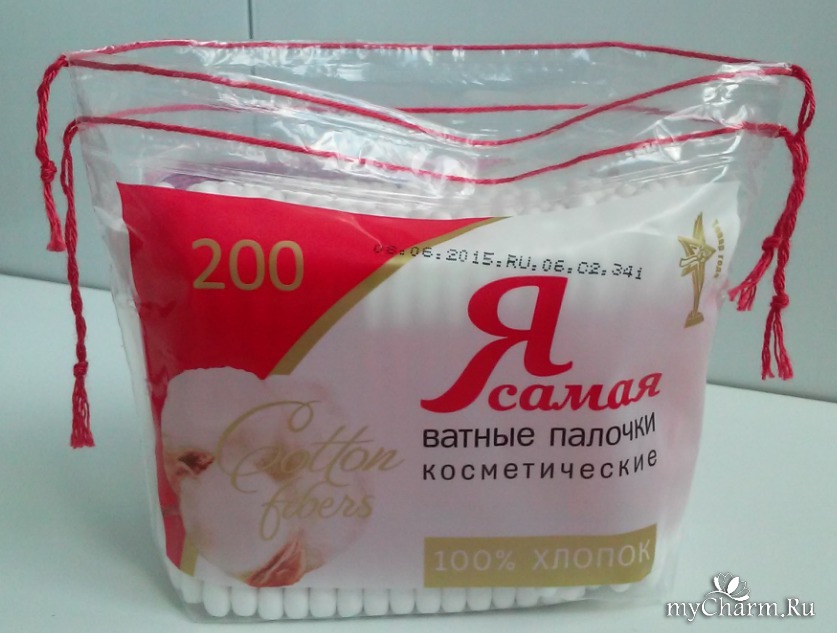 200
06.06.2015.RU.06.02.341
Я
самая
ватные палочки
косметические
Cotton
fibers
100% ХЛОПОК
myCharm.Ru